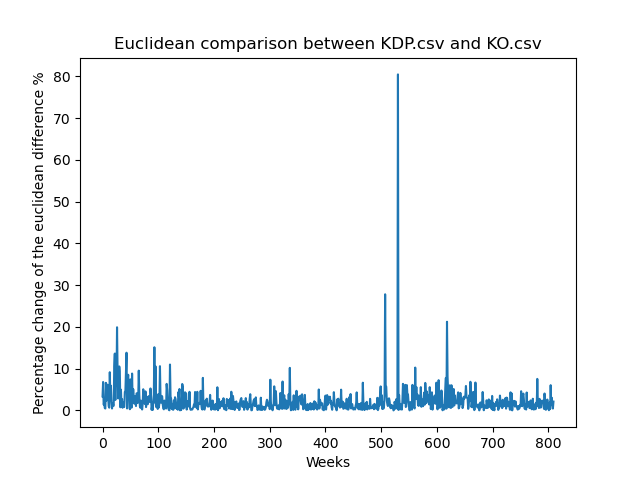 Euclidean comparison between KDP.csv and KO.csv
Percentage change of the euclidean difference %
80
70
60
50
40
30
20
10
0
0 100 200 300 400 500 600 700 800
Weeks